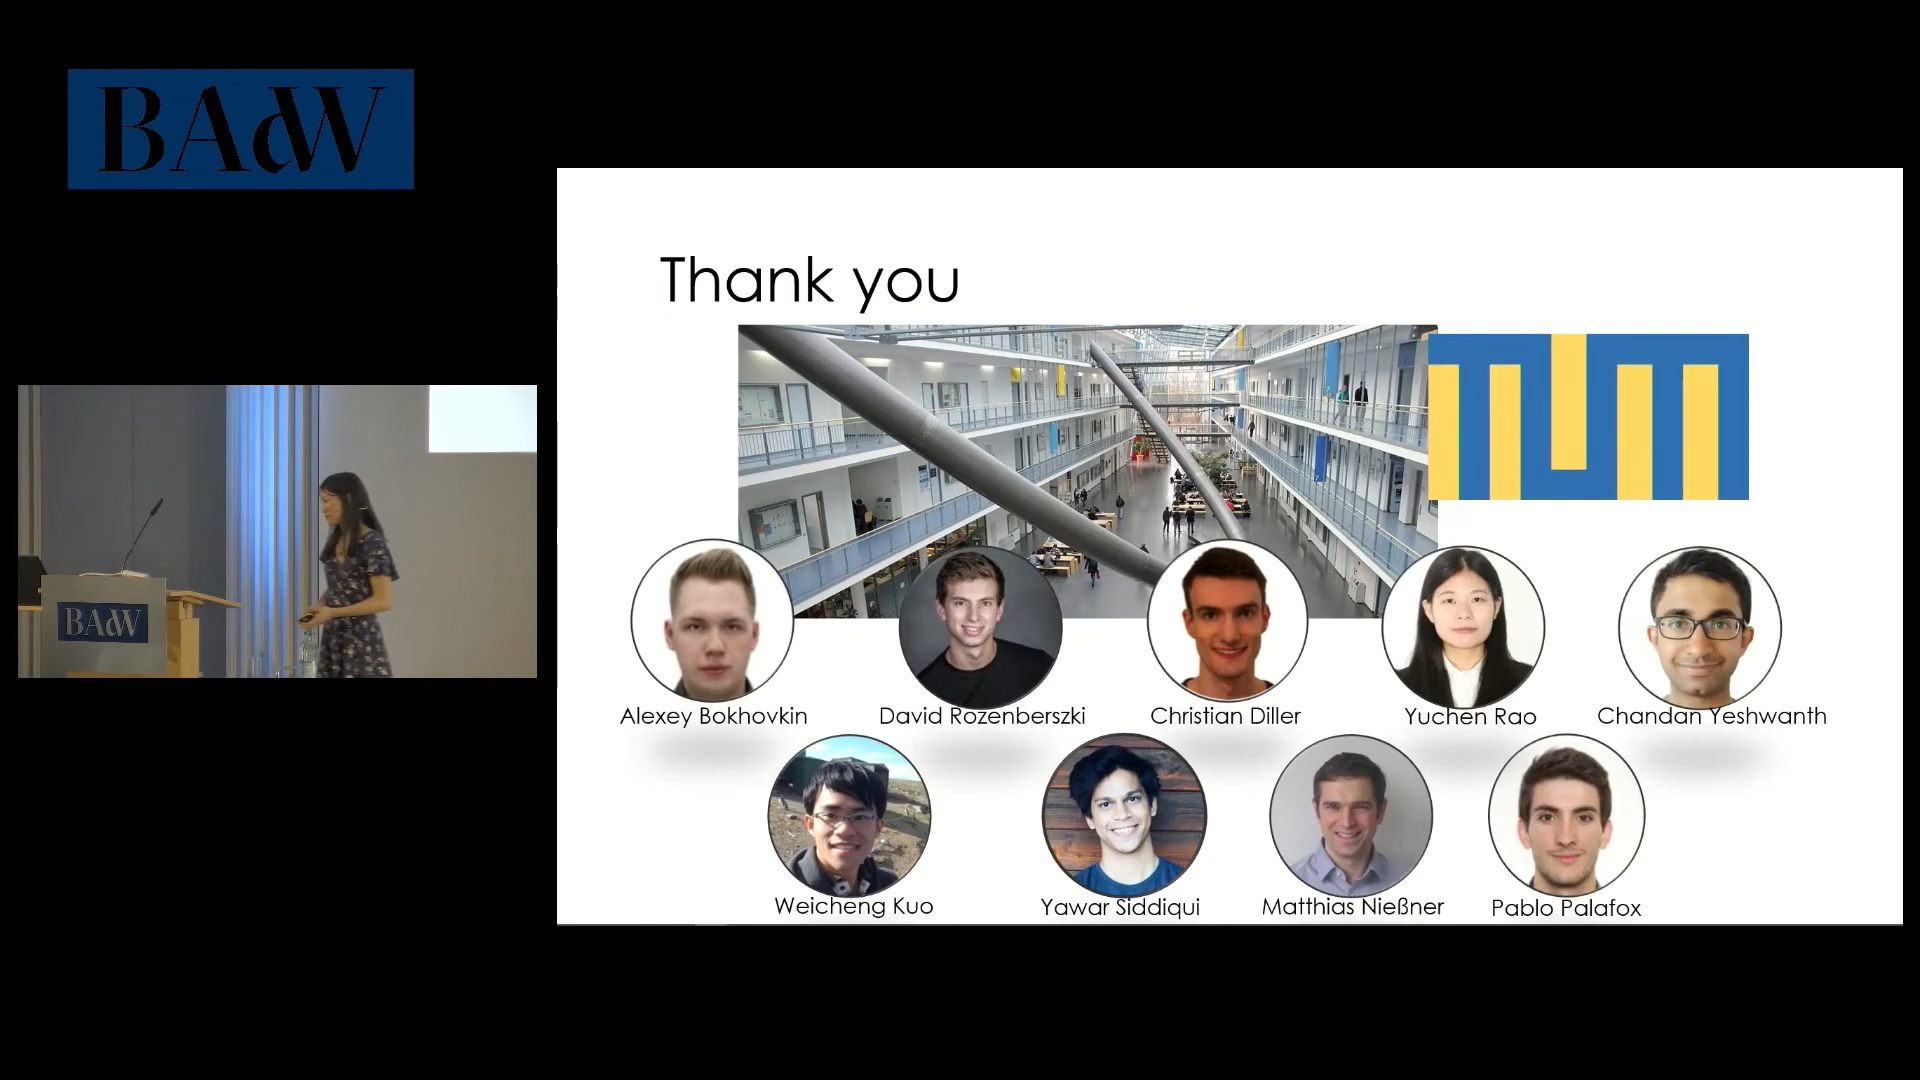 BAdW
Thank you
TUM
Alexey Bokhovkin
David Rozenberszki
Christian Diller
Yuchen Rao
Chandan Yeshwanth
Weicheng Kuo
Yawar Siddiqui
Matthias Nießner
Pablo Palafox
BAdW